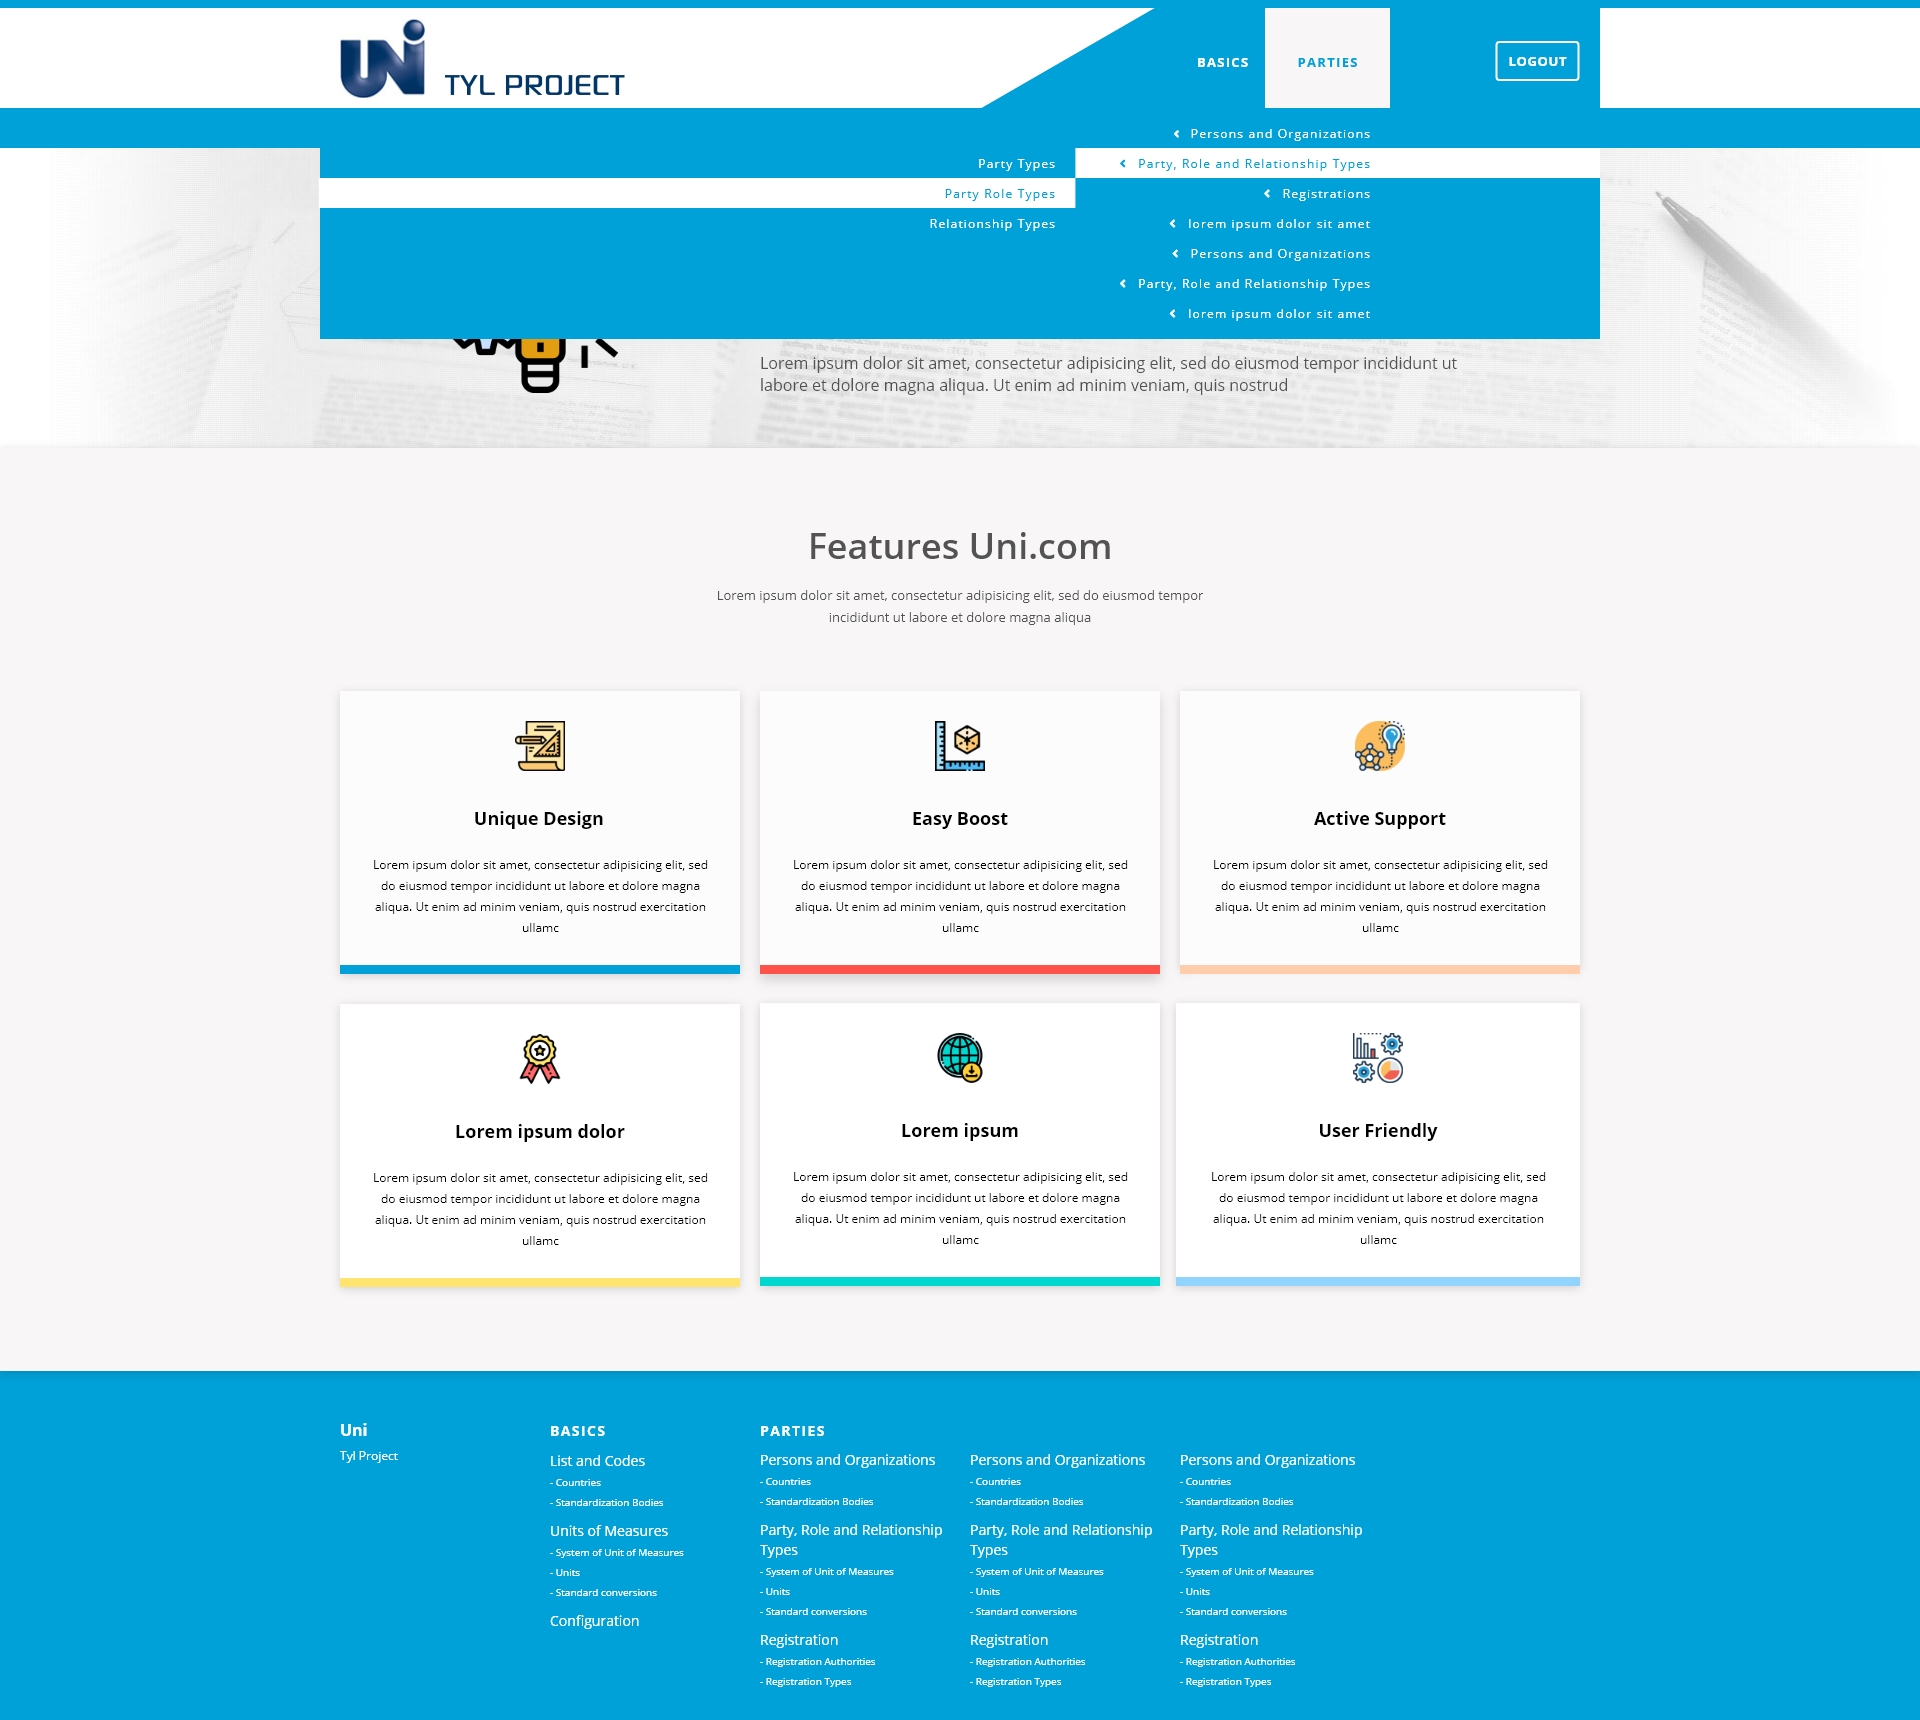 UNi TYL PROJECT
BASICS
PARTIES
LOGOUT
Persons and Organizations
Party, Role and Relationship Types
Registrations
lorem ipsum dolor sit amet
Persons and Organizations
Party, Role and Relationship Types
lorem ipsum dolor sit amet
Party Types
Party Role Types
Relationship Types
Lorem ipsum dolor sit amet, consectetur adipisicing elit, sed do eiusmod tempor incididunt ut
labore et dolore magna aliqua. Ut enim ad minim veniam, quis nostrud
Features Uni.com
Lorem ipsum dolor sit amet, consectetur adipisicing elit, sed do eiusmod tempor
incididunt ut labore et dolore magna aliqua
Unique Design
Lorem ipsum dolor sit amet, consectetur adipisicing elit, sed
do eiusmod tempor incididunt ut labore et dolore magna
aliqua. Ut enim ad minim veniam, quis nostrud exercitation
ullamc
Easy Boost
Lorem ipsum dolor sit amet, consectetur adipisicing elit, sed
do eiusmod tempor incididunt ut labore et dolore magna
aliqua. Ut enim ad minim veniam, quis nostrud exercitation
ullamc
Active Support
Lorem ipsum dolor sit amet, consectetur adipisicing elit, sed
do eiusmod tempor incididunt ut labore et dolore magna
aliqua. Ut enim ad minim veniam, quis nostrud exercitation
ullamc
Lorem ipsum dolor
Lorem ipsum dolor sit amet, consectetur adipisicing elit, sed
do eiusmod tempor incididunt ut labore et dolore magna
aliqua. Ut enim ad minim veniam, quis nostrud exercitation
ullamc
Lorem ipsum
Lorem ipsum dolor sit amet, consectetur adipisicing elit, sed
do eiusmod tempor incididunt ut labore et dolore magna
aliqua. Ut enim ad minim veniam, quis nostrud exercitation
ullamc
User Friendly
Lorem ipsum dolor sit amet, consectetur adipisicing elit, sed
do eiusmod tempor incididunt ut labore et dolore magna
aliqua. Ut enim ad minim veniam, quis nostrud exercitation
ullamc
Uni
Tyl Project
BASICS
List and Codes
- Countries
- Standardization Bodies
Units of Measures
- System of Unit of Measures
- Units
- Standard conversions
Configuration
PARTIES
Persons and Organizations
- Countries
- Standardization Bodies
Party, Role and Relationship
Types
- System of Unit of Measures
- Units
- Standard conversions
Registration
- Registration Authorities
- Registration Types
Persons and Organizations
- Countries
- Standardization Bodies
Party, Role and Relationship
Types
- System of Unit of Measures
- Units
- Standard conversions
Registration
- Registration Authorities
- Registration Types
Persons and Organizations
- Countries
- Standardization Bodies
Party, Role and Relationship
Types
- System of Unit of Measures
- Units
- Standard conversions
Registration
- Registration Authorities
- Registration Types